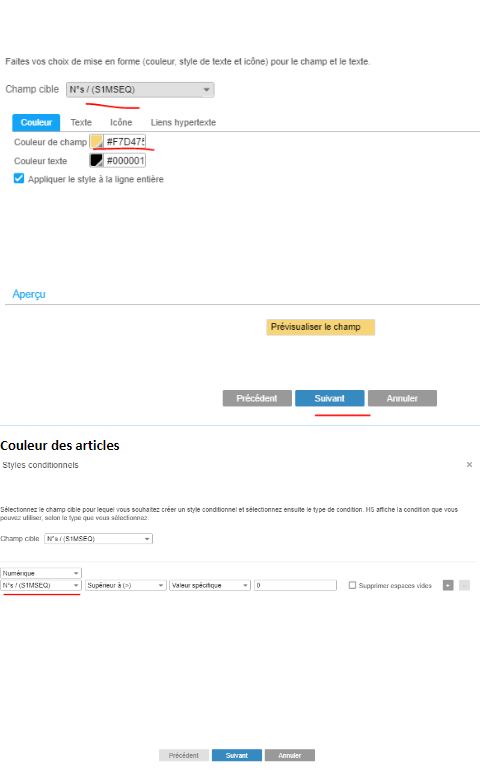 Faites vos choix de mise en forme (couleur, style de texte et icône) pour le champ et le texte.
Champ cible N°s / (S1MSEQ)
Couleur Texte Icône Liens hypertexte
Couleur de champ #F7D475
Couleur texte #000001
Appliquer le style à la ligne entière
Aperçu
Prévisualiser le champ
Précédent Suivant Annuler
Couleur des articles
Styles conditionnels ×
Sélectionnez le champ cible pour lequel vous souhaitez créer un style conditionnel et sélectionnez ensuite le type de condition. H5 affiche la condition que vous
pouvez utiliser, selon le type que vous sélectionnez.
Champ cible N°s / (S1MSEQ)
Numérique
N°s / (S1MSEQ) Supérieur à (>) Valeur spécifique 0 Supprimer espaces vides + -
Précédent Suivant Annuler